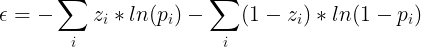 ϵ = − ∑_i z_i * ln(p_i) − ∑_i (1 − z_i) * ln(1 − p_i)